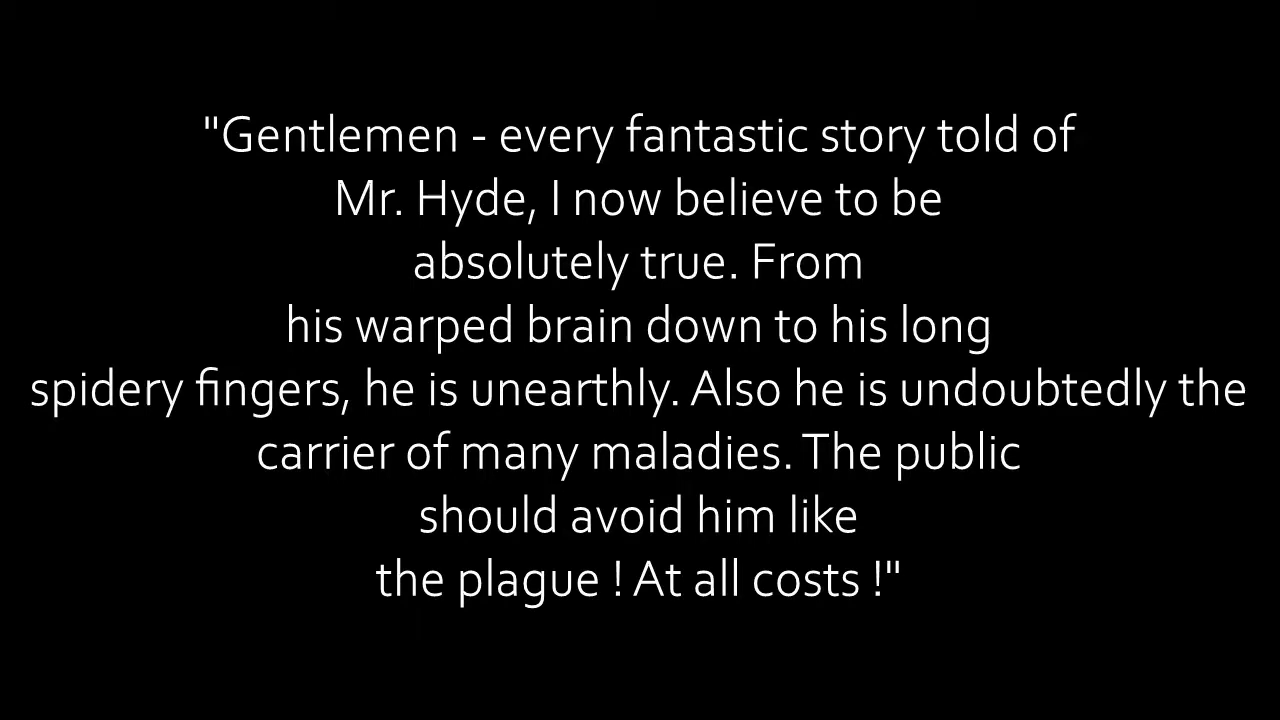 "Gentlemen - every fantastic story told of
Mr. Hyde, I now believe to be
absolutely true. From
his warped brain down to his long
spidery fingers, he is unearthly. Also he is undoubtedly the
carrier of many maladies. The public
should avoid him like
the plague ! At all costs !"